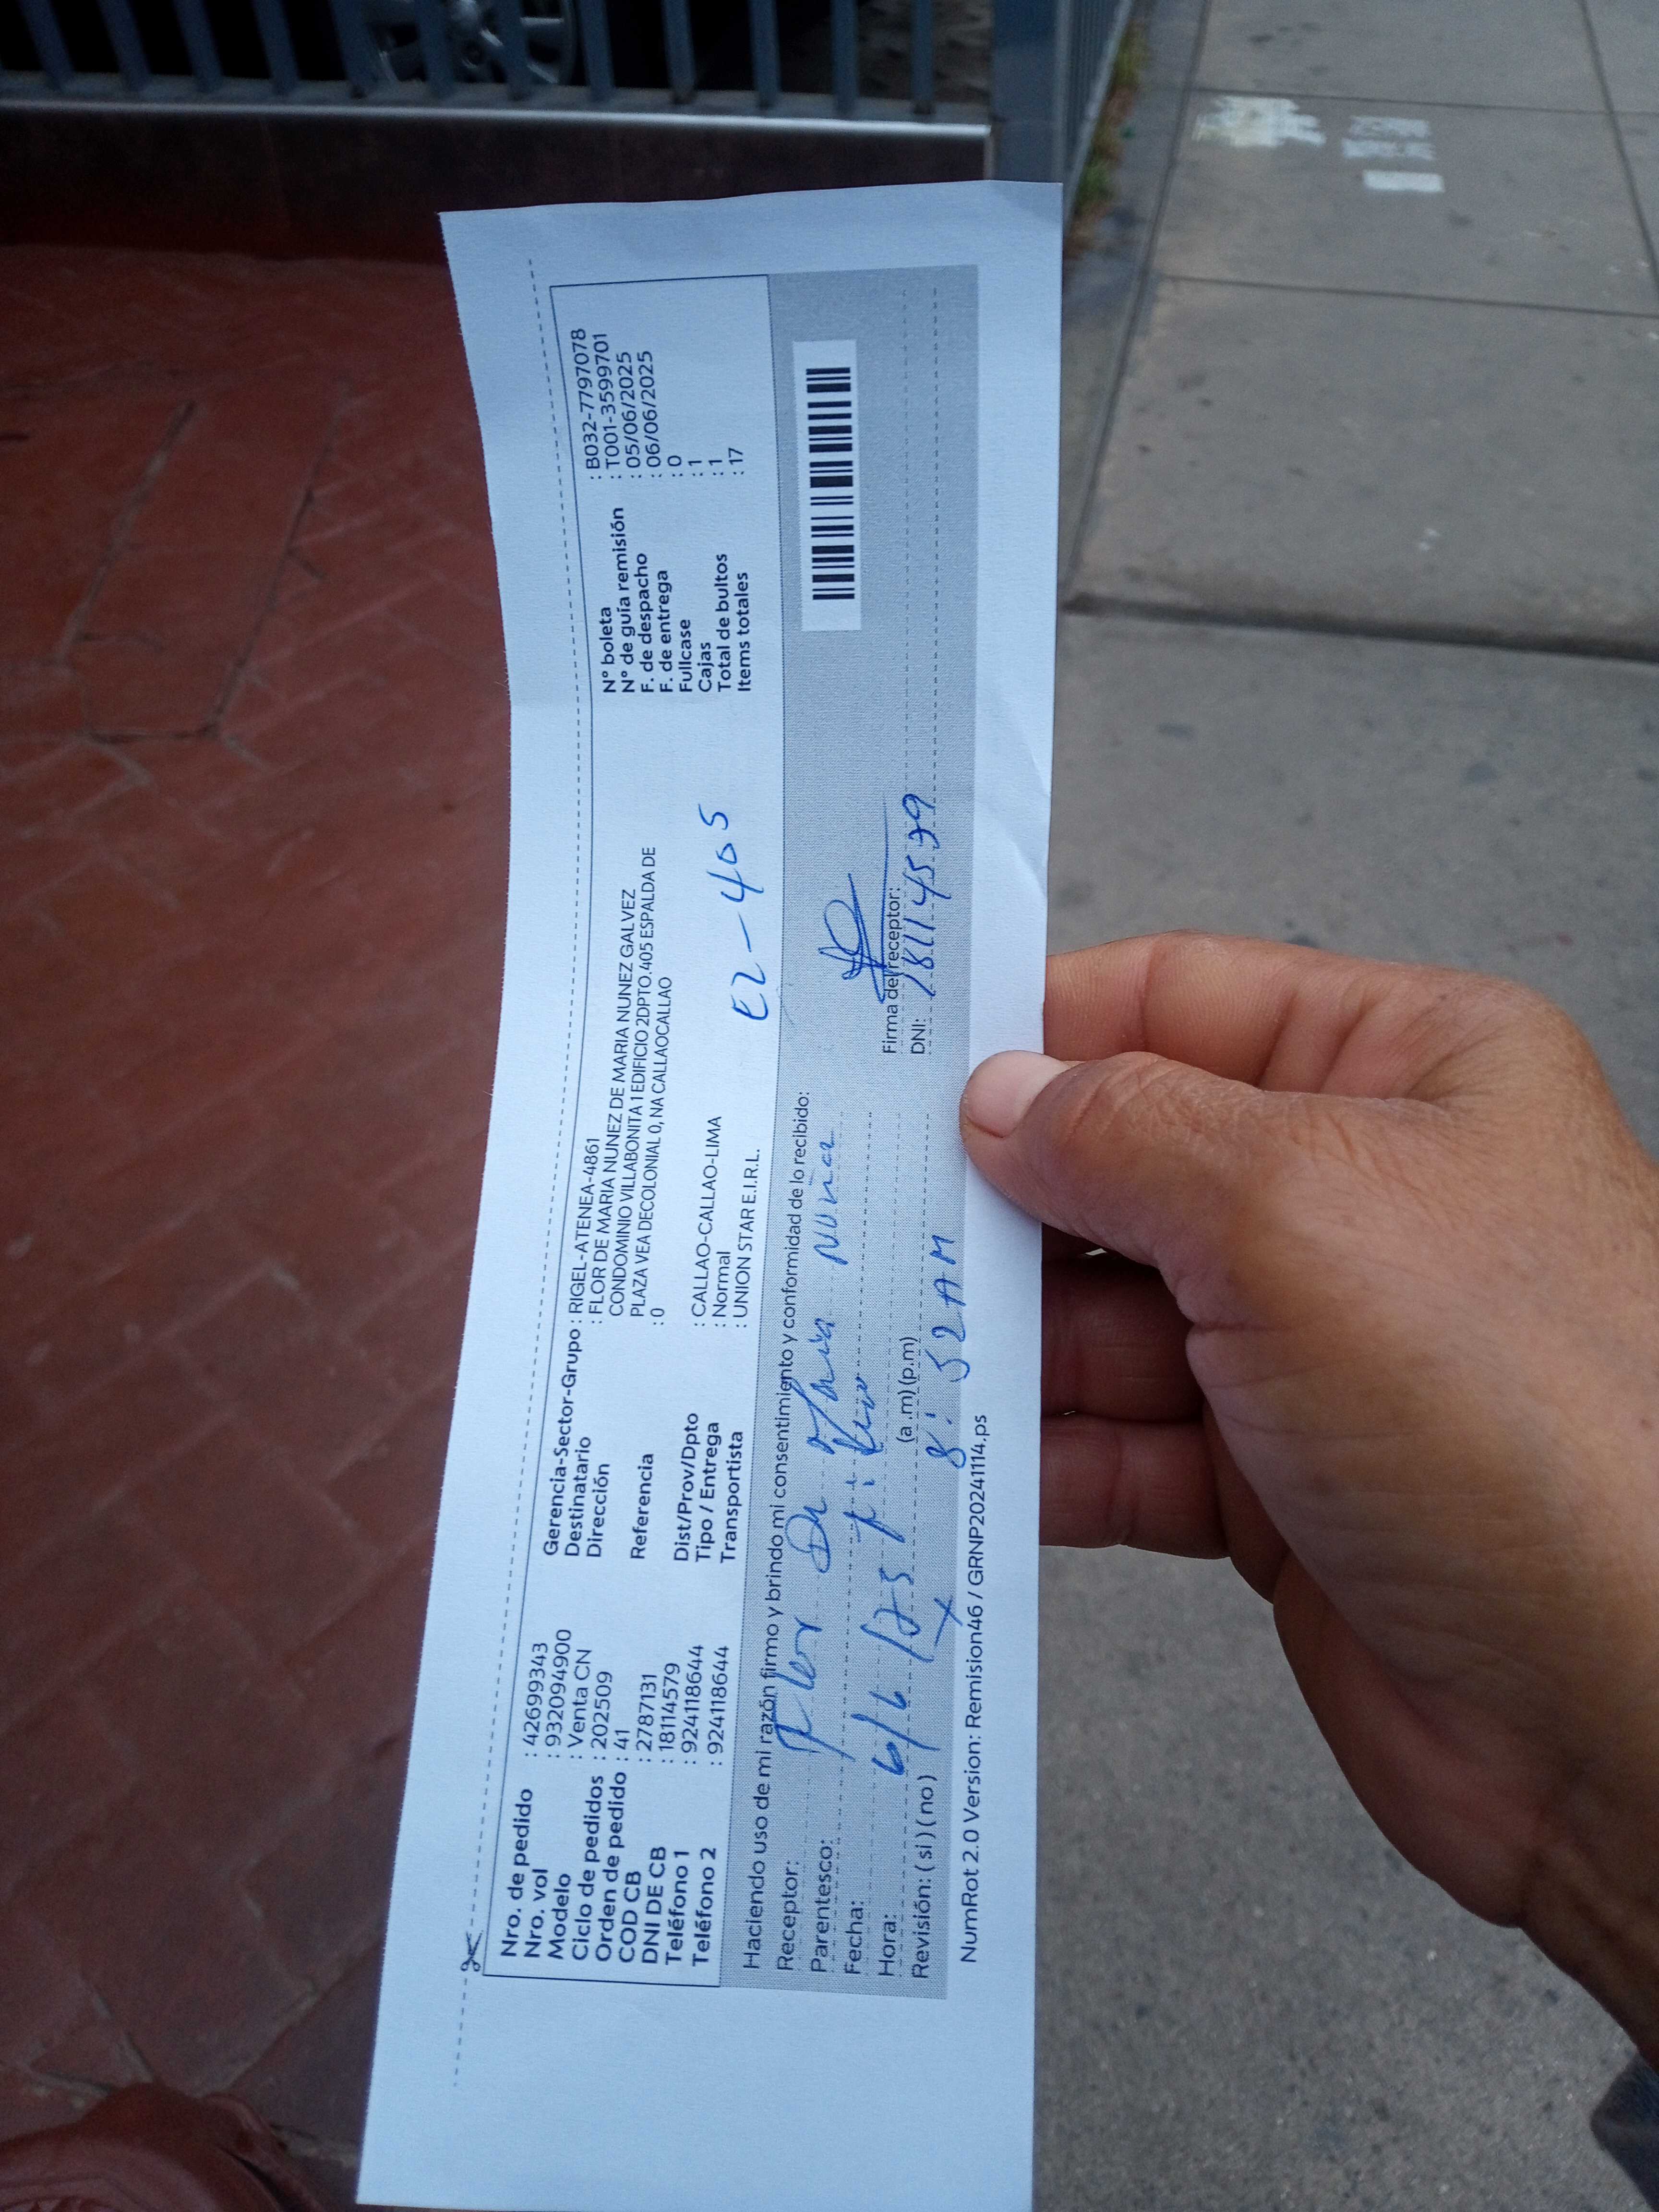 Nro. de pedido : 42699343
Nro. vol : 932094900
Modelo : Venta CN
Ciclo de pedidos : 202509
Orden de pedido : 41
COD CB : 2787131
DNI DE CB : 18114579
Teléfono 1 : 924118644
Teléfono 2 : 924118644
Gerencia-Sector-Grupo : RIGEL-ATENEA-4861
Destinatario : FLOR DE MARIA NUNEZ DE MARIA NUNEZ GALVEZ
Dirección CONDOMINIO VILLABONITA 1 EDIFICIO 2DPTO.405 ESPALDA DE
PLAZA VEA DECOLONIAL 0, NA CALLAOCALLAO
Referencia : 0
Dist/Prov/Dpto : CALLAO-CALLAO-LIMA
Tipo / Entrega : Normal
Transportista : UNION STAR E.I.R.L.
N° boleta : B032-7797078
N° de guía remisión : T001-3599701
F. de despacho : 05/06/2025
F. de entrega : 06/06/2025
Fullcase : 0
Cajas : 1
Total de bultos : 1
Items totales : 17
E2-405
Haciendo uso de mi razón firmo y brindo mi consentimiento y conformidad de lo recibido:
Receptor: Flor De Maria Nunez
Parentesco:
Fecha: 6/6/25
Hora: (a.m) (p.m) 8:52 AM
Revisión: ( si ) ( no ) X
Firma del receptor:
DNI: 18114579
NumRot 2.0 Version: Remision46 / GRNP20241114.ps